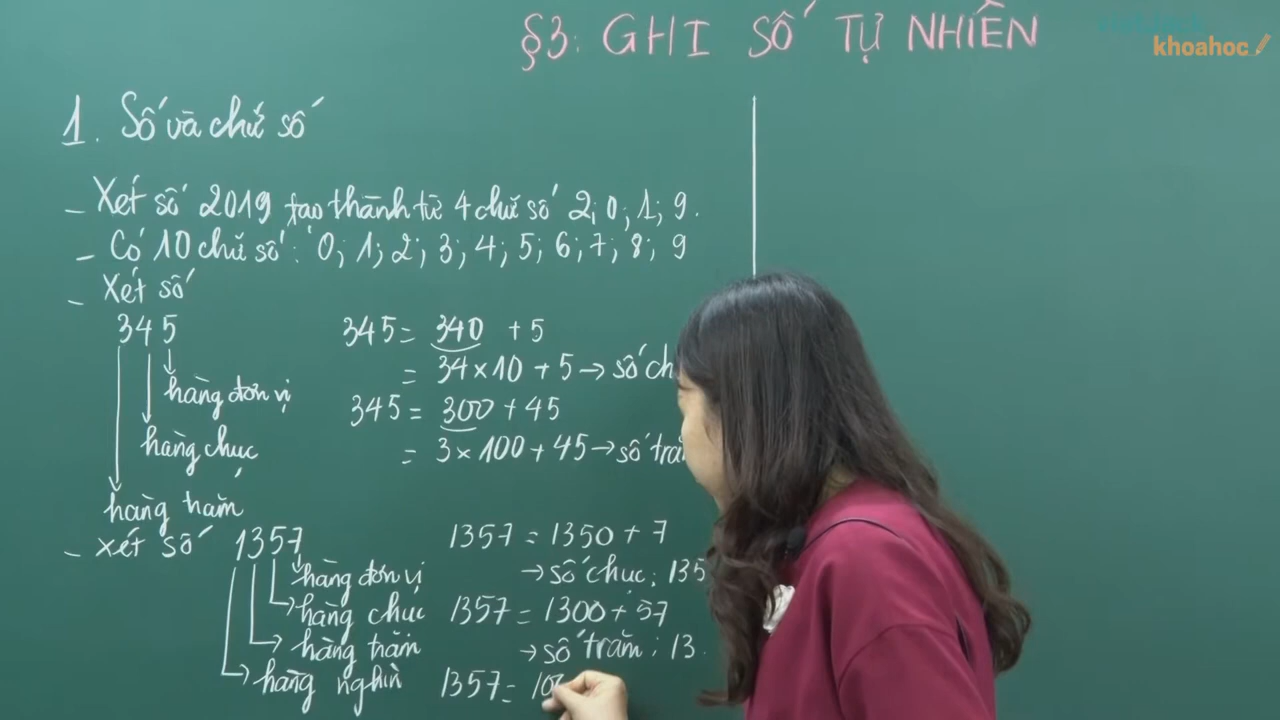 §3: GHI SỐ TỰ NHIÊN
khoahoc
1. Số và chữ số
- Xét số 2019 tạo thành từ 4 chữ số 2; 0; 1; 9.
- Có 10 chữ số: 0; 1; 2; 3; 4; 5; 6; 7; 8; 9
- Xét số
345
hàng đơn vị
hàng chục
hàng trăm
345 = 340 + 5
= 34 × 10 + 5 → số
345 = 300 + 45
= 3 × 100 + 45 → số
- xét số 1357
hàng đơn vị
hàng chục
hàng trăm
hàng nghìn
1357 = 1350 + 7
→ số chục: 135
1357 = 1300 + 57
→ số trăm: 13.
1357 =